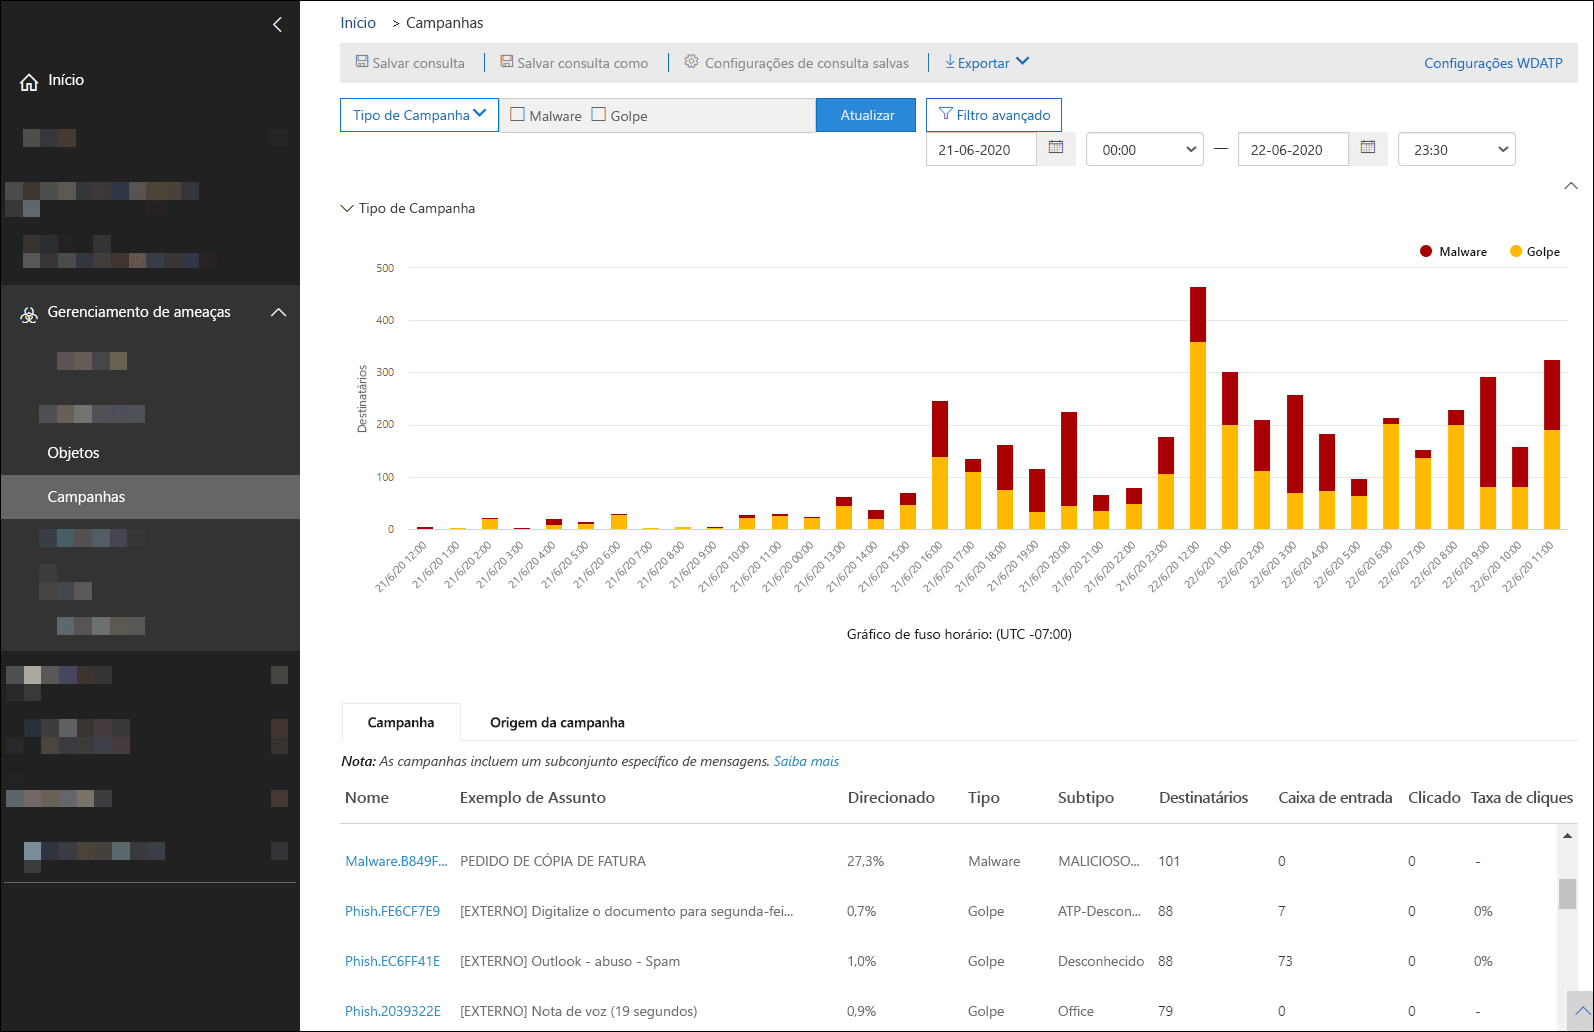 Início > Campanhas
Início
Salvar consulta | Salvar consulta como | Configurações de consulta salvas | Exportar Configurações WDATP
Tipo de Campanha Malware Golpe Atualizar Filtro avançado
21-06-2020 00:00 — 22-06-2020 23:30
Tipo de Campanha
Malware Golpe
Gerenciamento de ameaças
Objetos
Campanhas
Destinatários
500
400
300
200
100
0
21/6/20 12:00
21/6/20 1:00
21/6/20 2:00
21/6/20 3:00
21/6/20 4:00
21/6/20 5:00
21/6/20 6:00
21/6/20 7:00
21/6/20 8:00
21/6/20 9:00
21/6/20 10:00
21/6/20 11:00
21/6/20 00:00
21/6/20 13:00
21/6/20 14:00
21/6/20 15:00
21/6/20 16:00
21/6/20 17:00
21/6/20 18:00
21/6/20 19:00
21/6/20 20:00
21/6/20 21:00
21/6/20 22:00
21/6/20 23:00
22/6/20 12:00
22/6/20 1:00
22/6/20 2:00
22/6/20 3:00
22/6/20 4:00
22/6/20 5:00
22/6/20 6:00
22/6/20 7:00
22/6/20 8:00
22/6/20 9:00
22/6/20 10:00
22/6/20 11:00
Gráfico de fuso horário: (UTC -07:00)
Campanha Origem da campanha
Nota: As campanhas incluem um subconjunto específico de mensagens. Saiba mais
Nome Exemplo de Assunto Direcionado Tipo Subtipo Destinatários Caixa de entrada Clicado Taxa de cliques
Malware.B849F... PEDIDO DE CÓPIA DE FATURA 27,3% Malware MALICIOSO... 101 0 0 -
Phish.FE6CF7E9 [EXTERNO] Digitalize o documento para segunda-fei... 0,7% Golpe ATP-Descon... 88 7 0 0%
Phish.EC6FF41E [EXTERNO] Outlook - abuso - Spam 1,0% Golpe Desconhecido 88 73 0 0%
Phish.2039322E [EXTERNO] Nota de voz (19 segundos) 0,9% Golpe Office 79 0 0 -